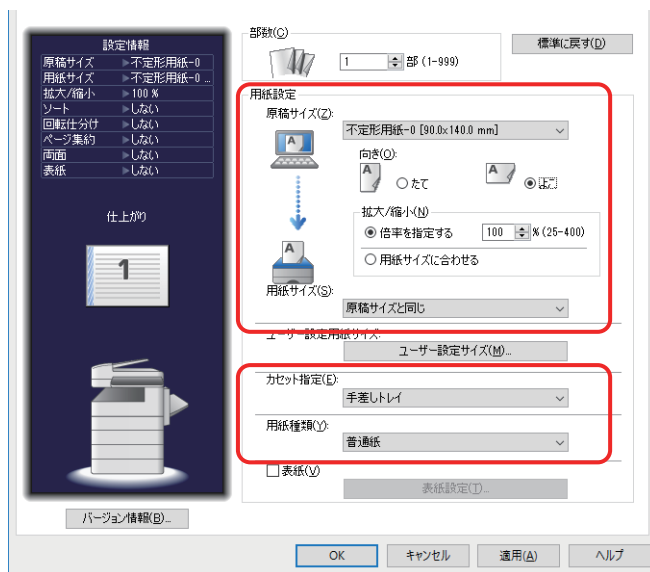 設定情報
原稿サイズ ▶不定形用紙-0
用紙サイズ ▶不定形用紙-0 ...
拡大/縮小 ▶100 %
ソート ▶しない
回転仕分け ▶しない
ページ集約 ▶しない
両面 ▶しない
表紙 ▶しない
仕上がり
1
バージョン情報(B)...
部数(C)
1 部 (1-999)
標準に戻す(D)
用紙設定
原稿サイズ(Z):
不定形用紙-0 [90.0x140.0 mm]
A
向き(O):
A たて
A よこ
拡大/縮小(N)
倍率を指定する 100 % (25-400)
用紙サイズに合わせる
A
用紙サイズ(S):
原稿サイズと同じ
ユーザー設定用紙サイズ:
ユーザー設定サイズ(M)...
カセット指定(E):
手差しトレイ
用紙種類(Y):
普通紙
表紙(V)
表紙設定(T)...
OK キャンセル 適用(A) ヘルプ